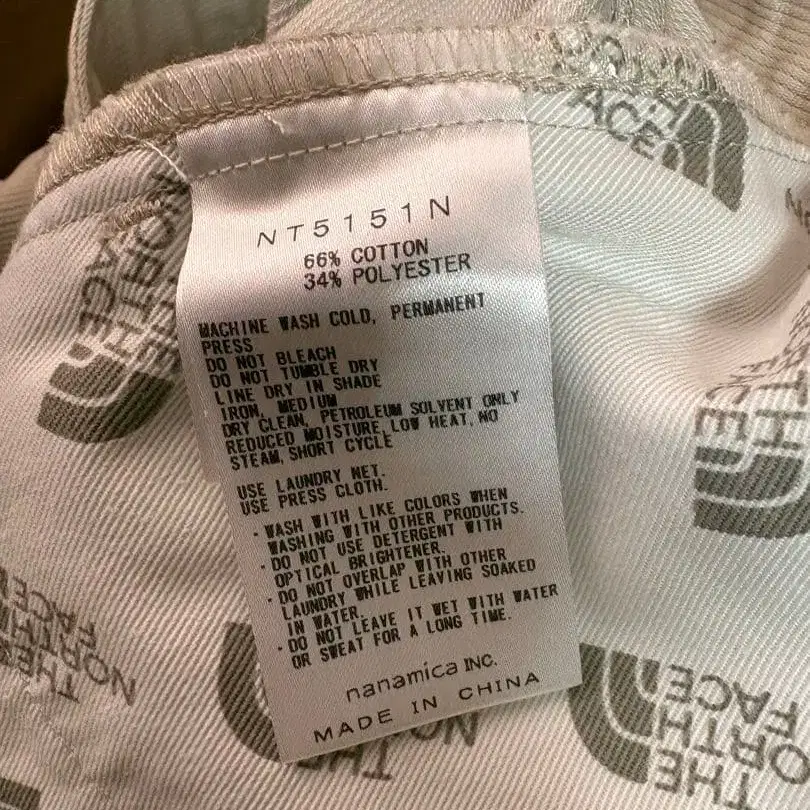 NT5151N
66% COTTON
34% POLYESTER
MACHINE WASH COLD, PERMANENT
PRESS
DO NOT BLEACH
DO NOT TUMBLE DRY
LINE DRY IN SHADE
IRON, MEDIUM
DRY CLEAN, PETROLEUM SOLVENT ONLY
REDUCED MOISTURE, LOW HEAT, NO
STEAM, SHORT CYCLE
USE LAUNDRY NET.
USE PRESS CLOTH.
・WASH WITH LIKE COLORS WHEN
WASHING WITH OTHER PRODUCTS.
・DO NOT USE DETERGENT WITH
OPTICAL BRIGHTENER.
・DO NOT OVERLAP WITH OTHER
LAUNDRY WHILE LEAVING SOAKED
IN WATER.
・DO NOT LEAVE IT WET WITH WATER
OR SWEAT FOR A LONG TIME.
nanamica INC.
MADE IN CHINA
NORTH
FACE
FACE
THE
NORTH
FACE
NORTH
FACE
THE
NORTH
FACE